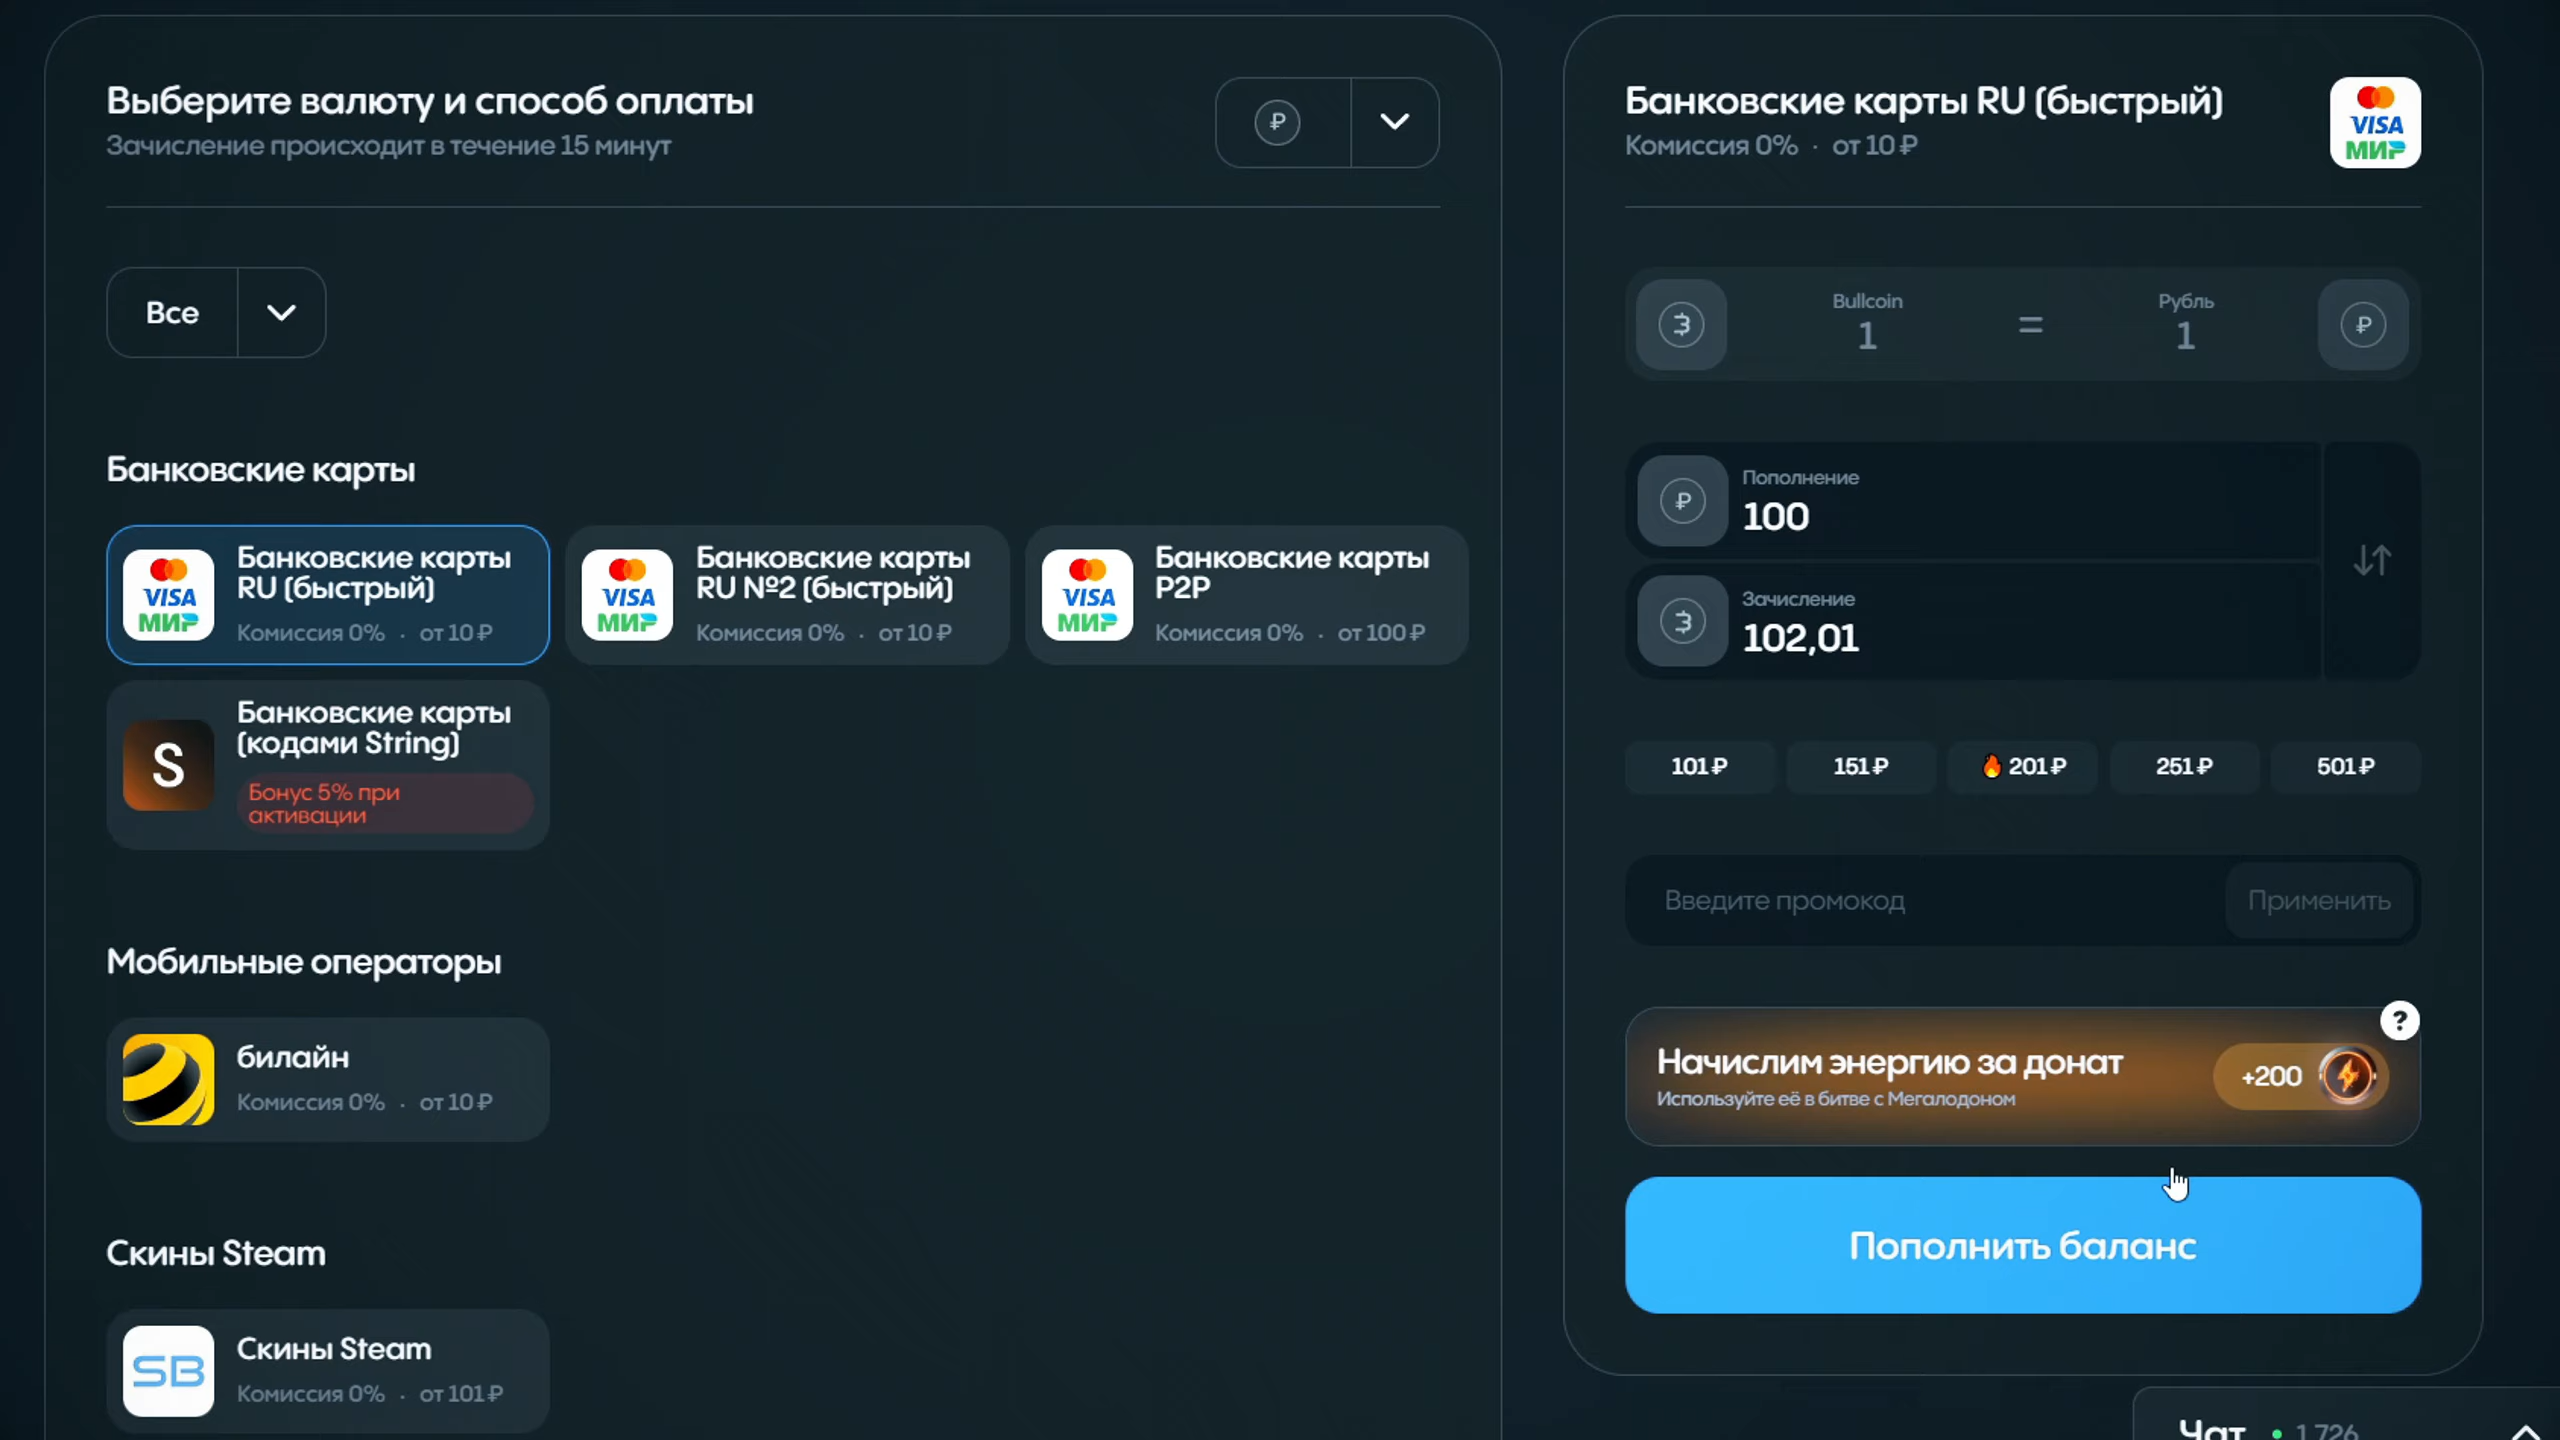 Выберите валюту и способ оплаты
Зачисление происходит в течение 15 минут
₽
Все
Банковские карты
VISA
МИР
Банковские карты
RU (быстрый)
Комиссия 0% · от 10 ₽
VISA
МИР
Банковские карты
RU №2 (быстрый)
Комиссия 0% · от 10 ₽
VISA
МИР
Банковские карты
P2P
Комиссия 0% · от 100 ₽
S
Банковские карты
(кодами String)
Бонус 5% при
активации
Мобильные операторы
билайн
Комиссия 0% · от 10 ₽
Скины Steam
SB
Скины Steam
Комиссия 0% · от 101 ₽
Банковские карты RU (быстрый)
Комиссия 0% · от 10 ₽
VISA
МИР
Bullcoin
1
=
Рубль
1
₽
₽
Пополнение
100
Зачисление
102,01
101 ₽
151 ₽
🔥 201 ₽
251 ₽
501 ₽
Введите промокод
Применить
?
Начислим энергию за донат
Используйте её в битве с Мегалодоном
+200
Пополнить баланс
Чат • 1 726